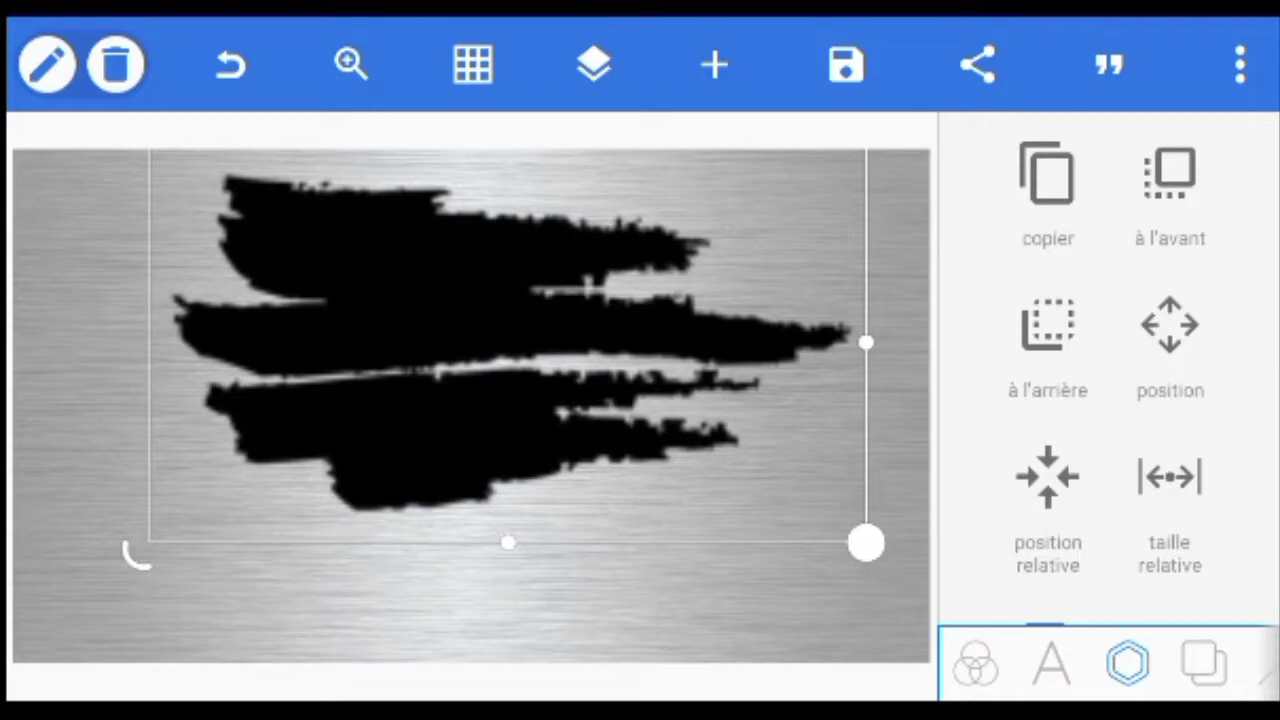 copier
à l'avant
à l'arrière
position
position
relative
taille
relative